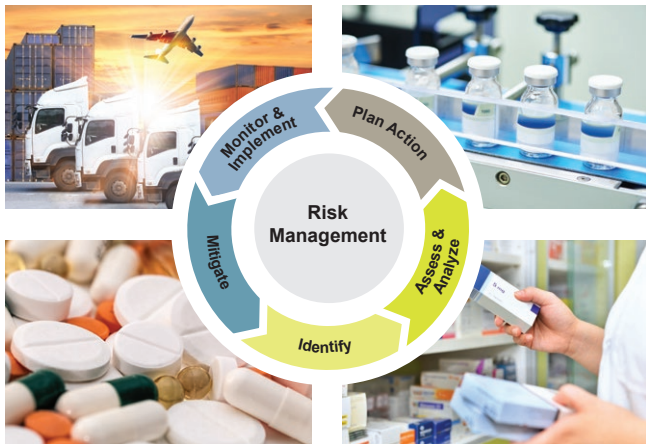 Risk
Management
Plan Action
Assess &
Analyze
Identify
Mitigate
Monitor &
Implement